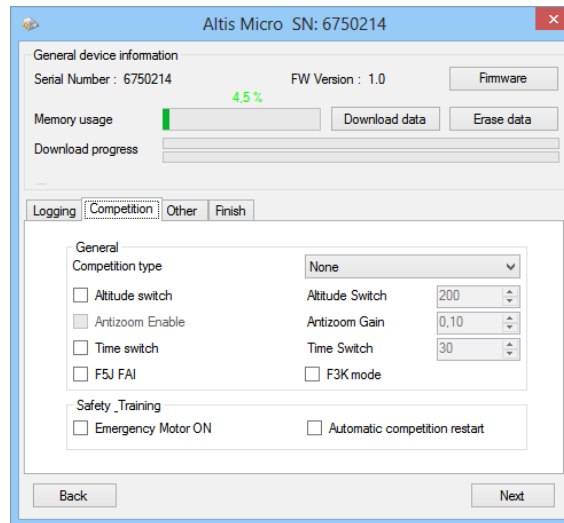 Altis Micro SN: 6750214
General device information
Serial Number : 6750214 FW Version : 1.0 Firmware
4,5 %
Memory usage Download data Erase data
Download progress
...
Logging Competition Other Finish
General
Competition type None
Altitude switch Altitude Switch 200
Antizoom Enable Antizoom Gain 0,10
Time switch Time Switch 30
F5J FAI F3K mode
Safety _Training
Emergency Motor ON Automatic competition restart
Back Next